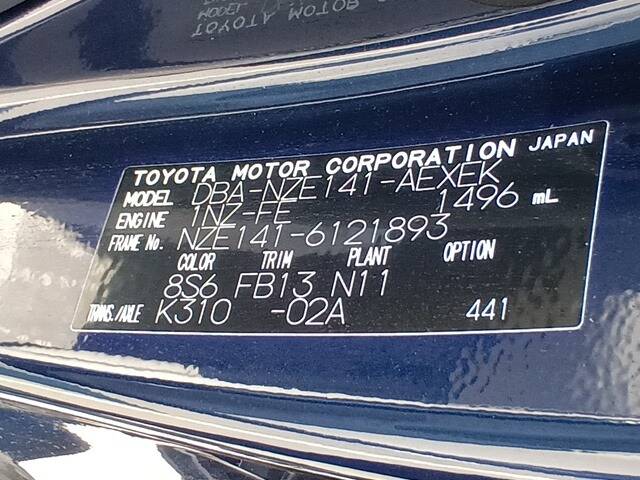 TOYOTA MOTOR CORPORATION JAPAN
MODEL DBA-NZE141-AEXEK
ENGINE 1NZ-FE 1496 mL
FRAME No. NZE141-6121893
COLOR TRIM PLANT OPTION
8S6 FB13 N11
TRANS./AXLE K310 -02A 441